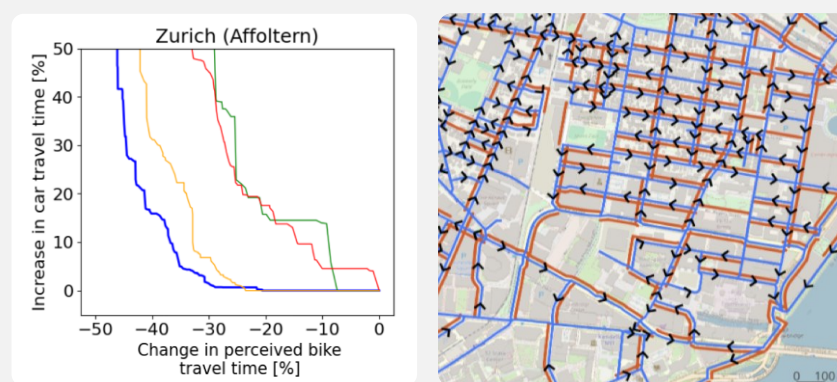 Zurich (Affoltern)
Increase in car travel time [%]
50
40
30
20
10
0
−50 −40 −30 −20 −10 0
Change in perceived bike
travel time [%]
0 100